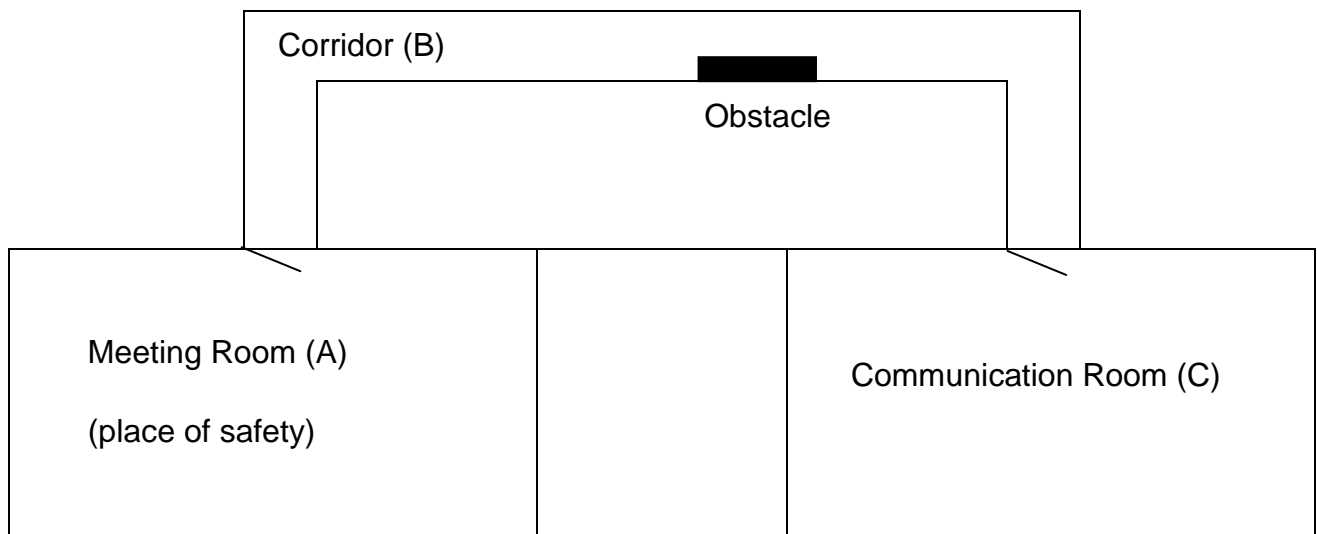 Corridor (B)
Obstacle
Meeting Room (A)
(place of safety)
Communication Room (C)